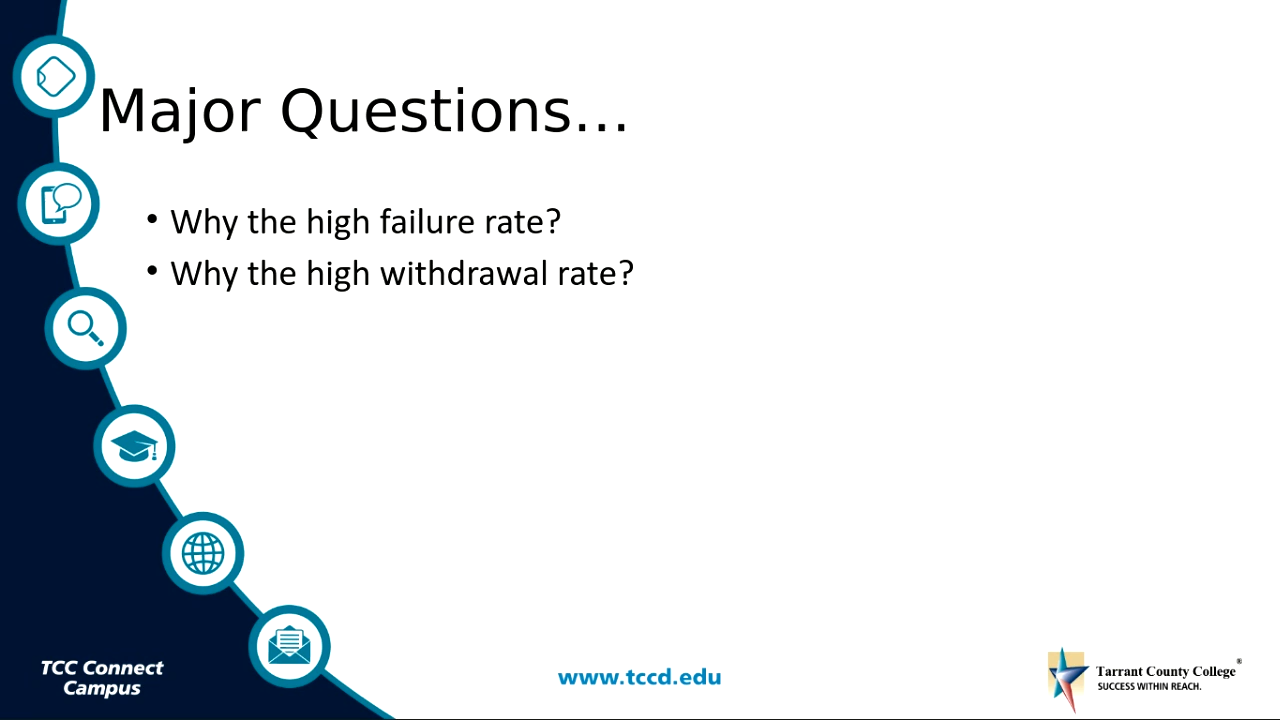 Major Questions…
• Why the high failure rate?
• Why the high withdrawal rate?
TCC Connect
Campus
www.tccd.edu
Tarrant County College®
SUCCESS WITHIN REACH.